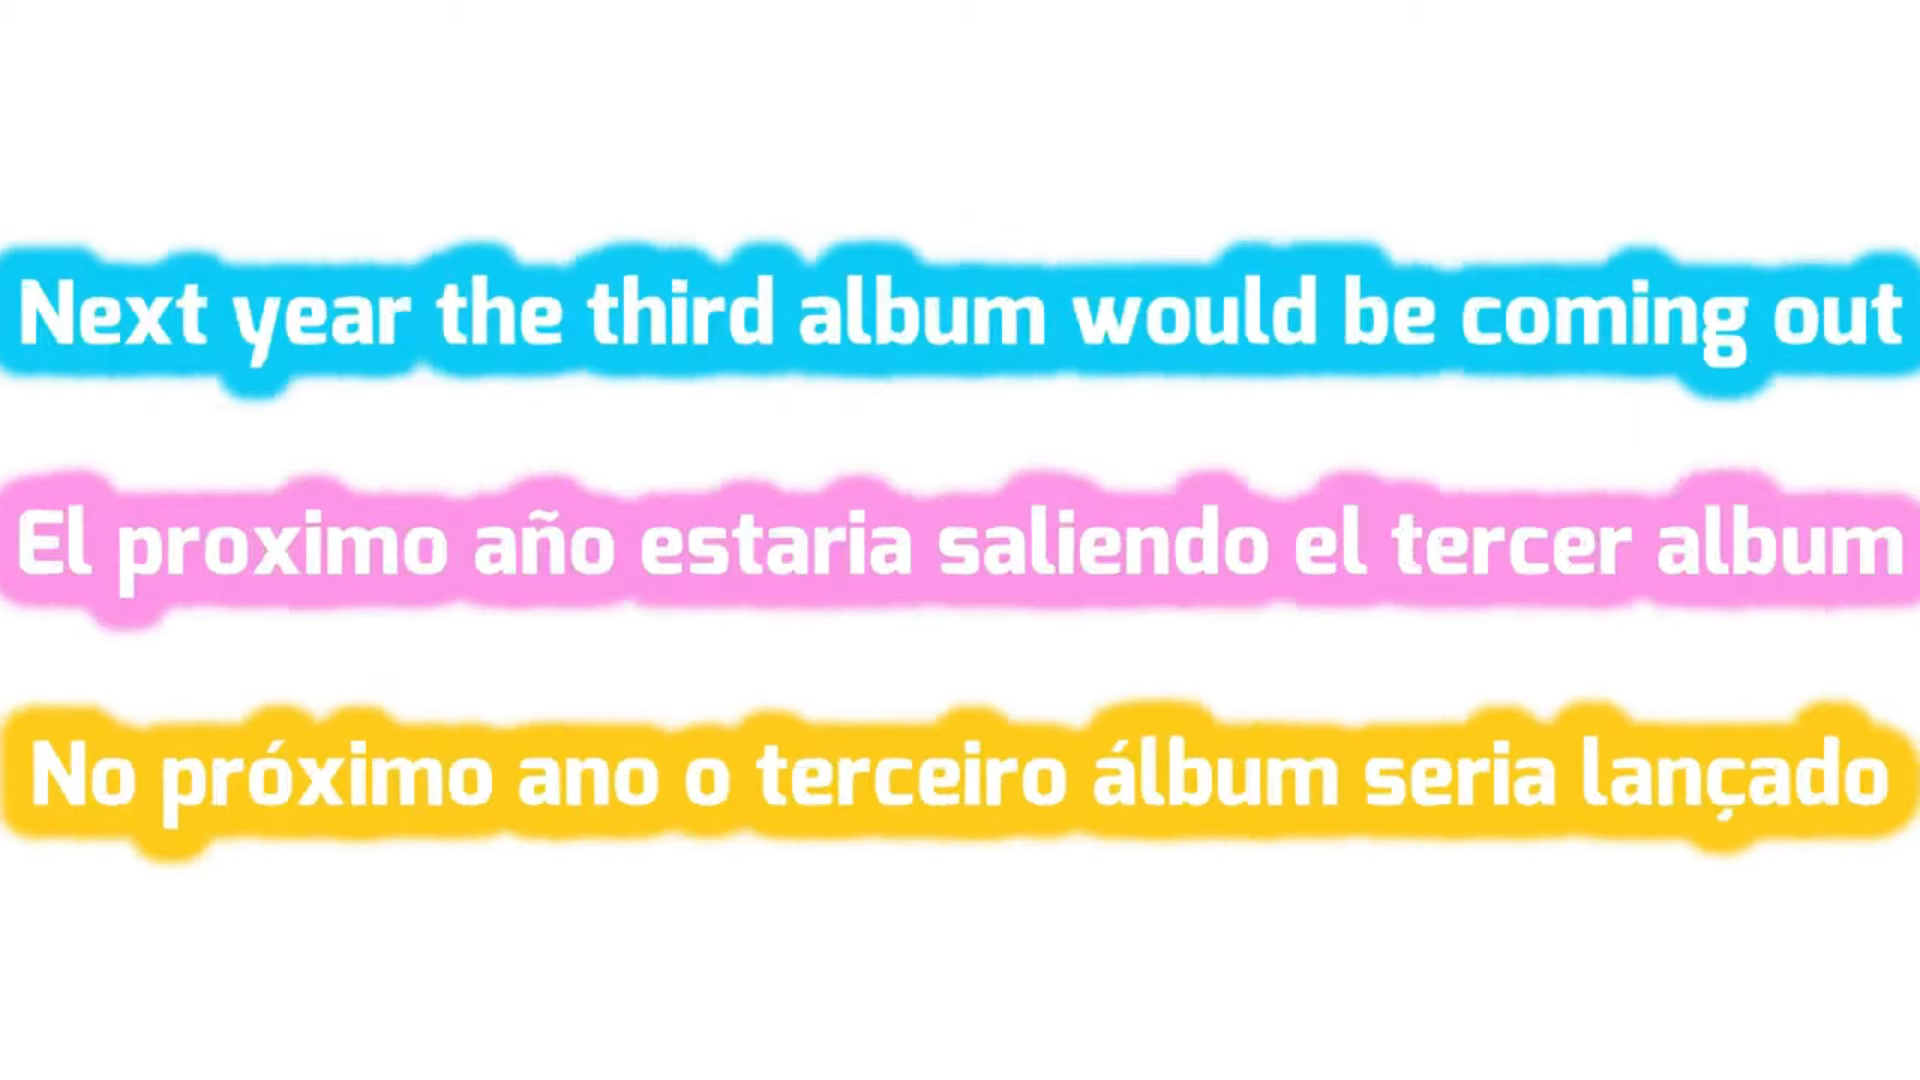 Next year the third album would be coming out
El proximo año estaria saliendo el tercer album
No próximo ano o terceiro álbum seria lançado